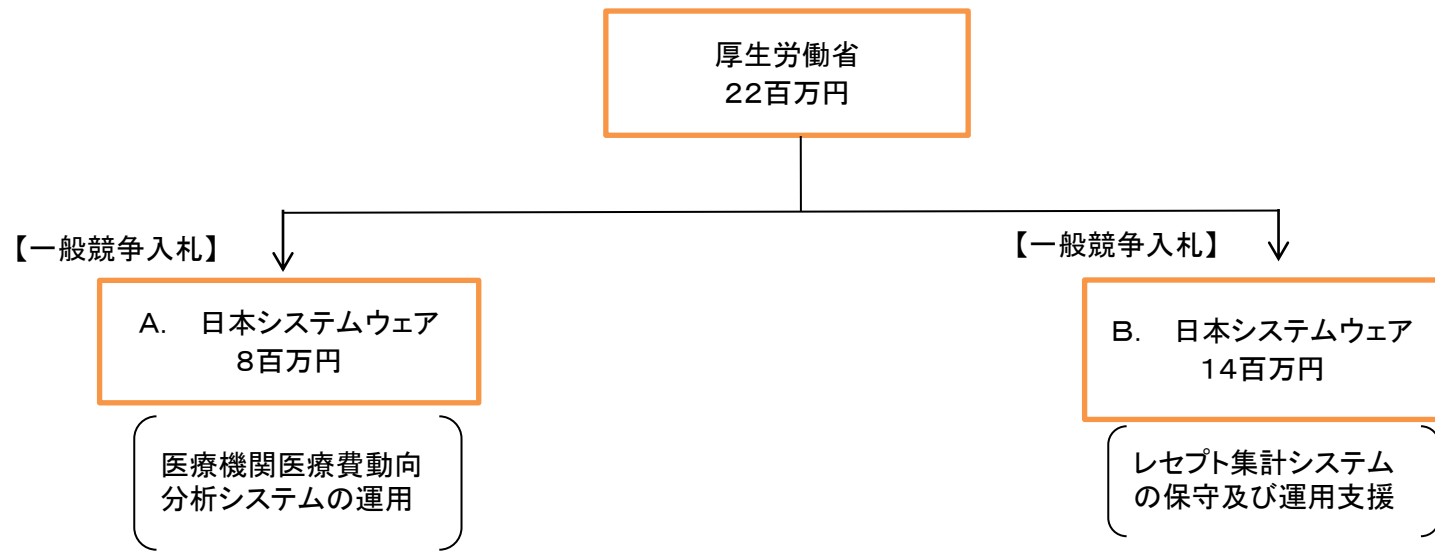 厚生労働省
22百万円
【一般競争入札】
【一般競争入札】
A.　日本システムウェア
8百万円
B.　日本システムウェア
14百万円
医療機関医療費動向
分析システムの運用
レセプト集計システム
の保守及び運用支援